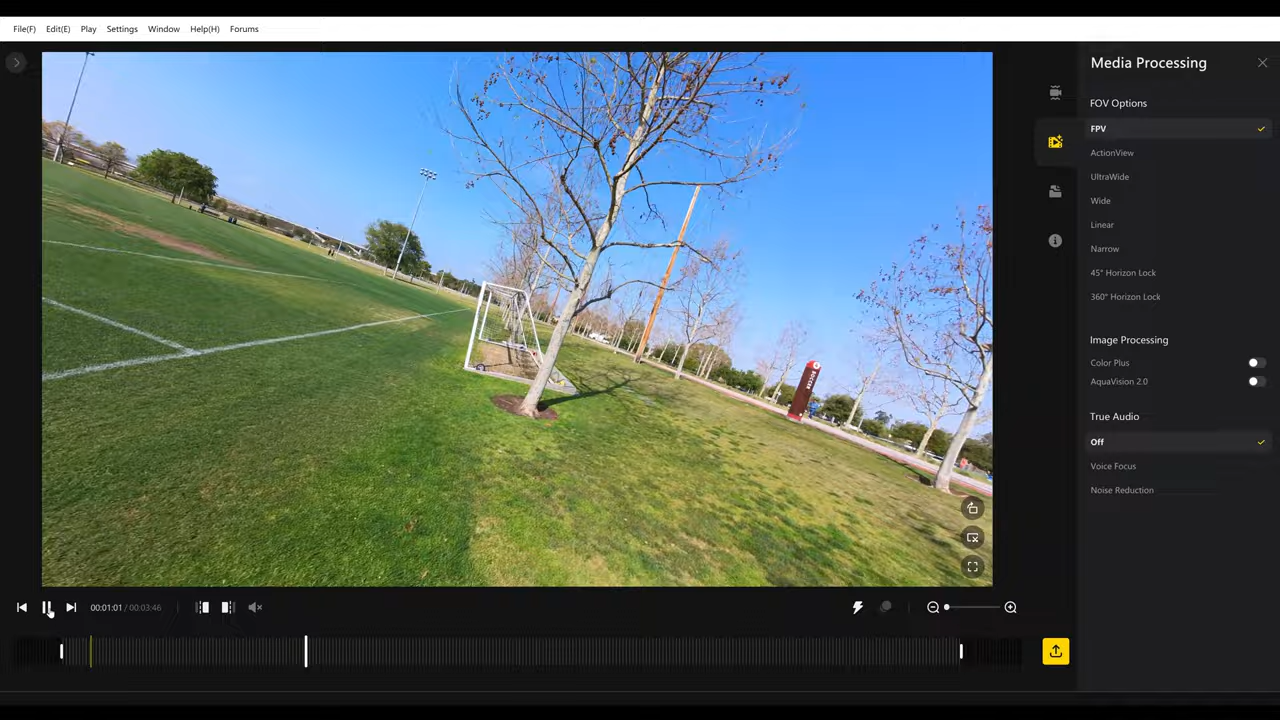 File(F) Edit(E) Play Settings Window Help(H) Forums
Media Processing
FOV Options
FPV
ActionView
UltraWide
Wide
Linear
Narrow
45° Horizon Lock
360° Horizon Lock
Image Processing
Color Plus
AquaVision 2.0
True Audio
Off
Voice Focus
Noise Reduction
SOCCER
00:01:01 / 00:03:46